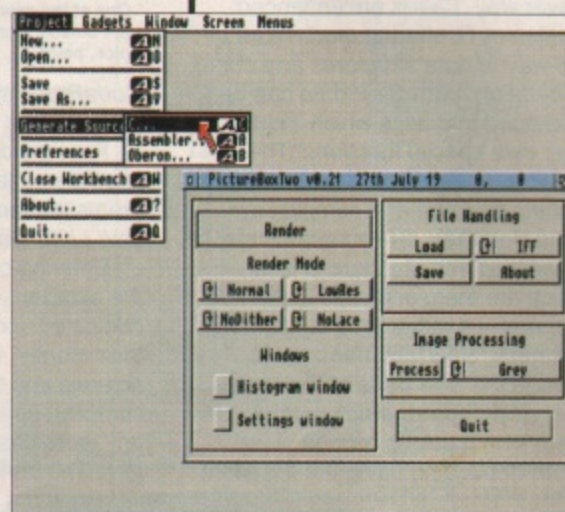 Project Gadgets Window Screen Menus
New... N
Open... O
Save S
Save As... V
Generate Source
Assembler... A
Oberon... B
Preferences
Close Workbench W
About... ?
Quit... Q
PictureBoxTwo v0.21 27th July 19 0, 0
Render
Render Mode
Normal LowRes
NoDither NoLace
Windows
Histogram window
Settings window
File Handling
Load IFF
Save About
Image Processing
Process Grey
Quit